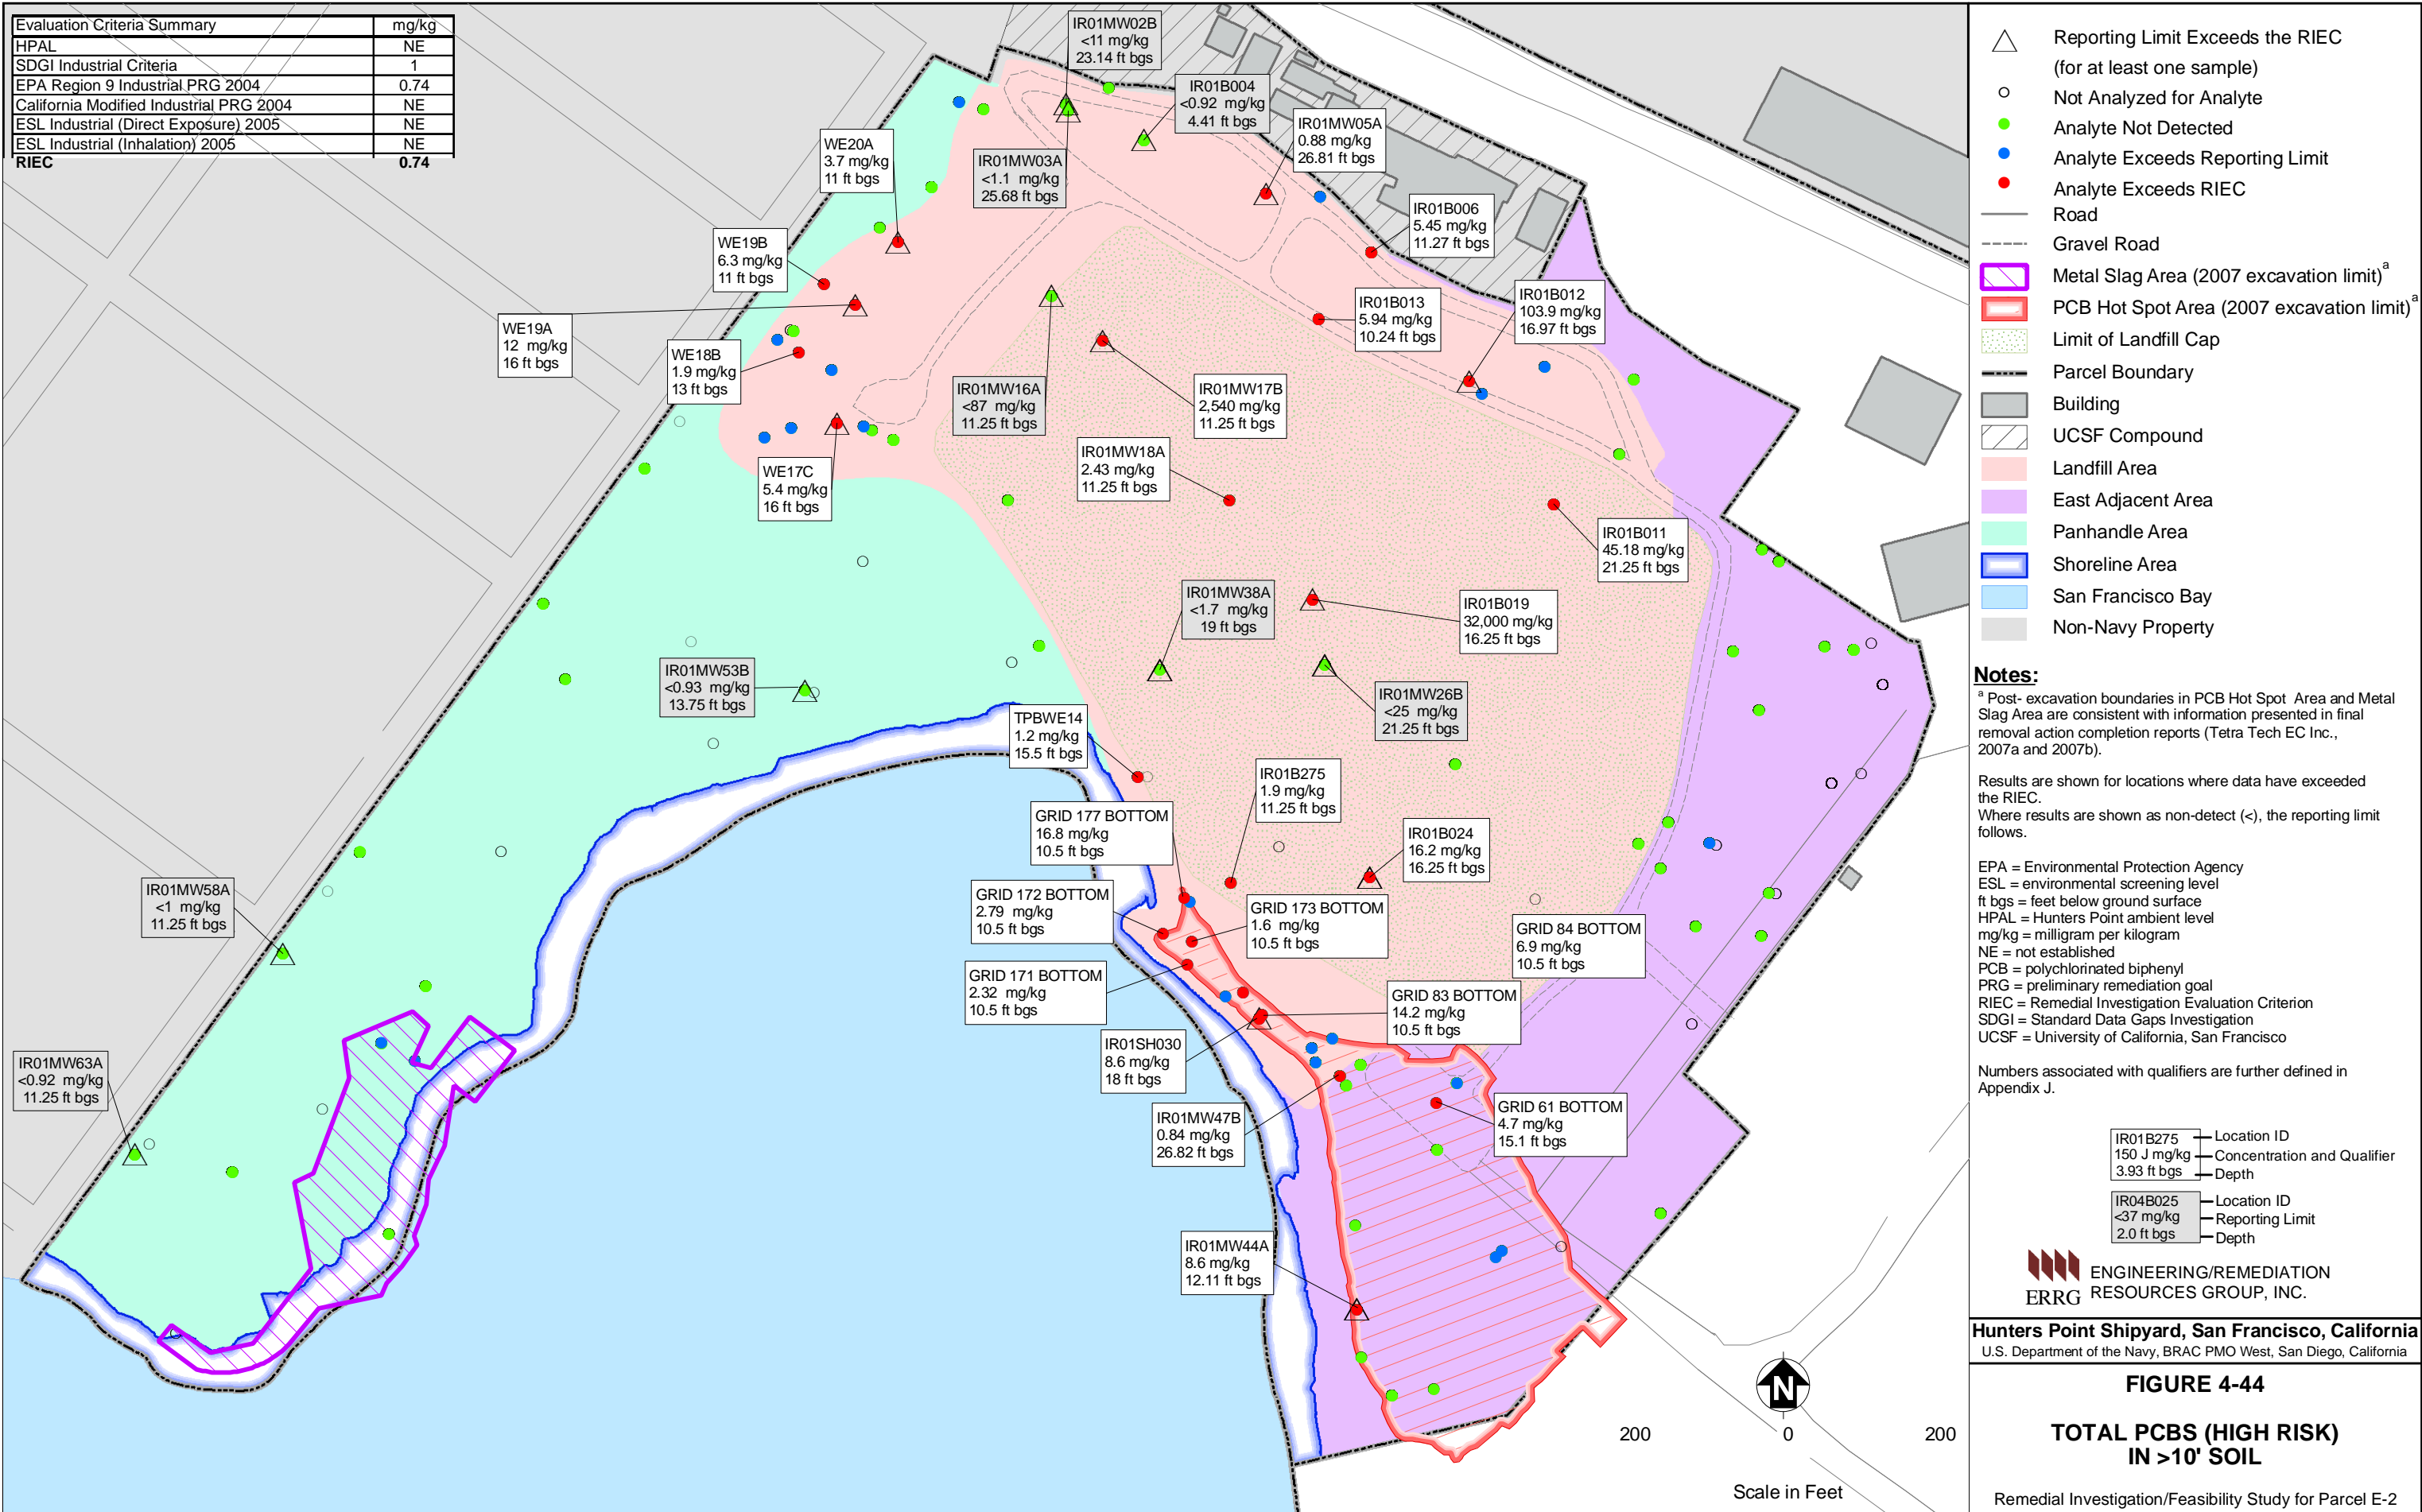 Evaluation Criteria Summary mg/kg
HPAL NE
SDGI Industrial Criteria 1
EPA Region 9 Industrial PRG 2004 0.74
California Modified Industrial PRG 2004 NE
ESL Industrial (Direct Exposure) 2005 NE
ESL Industrial (Inhalation) 2005 NE
RIEC 0.74
IR01MW02B
<11 mg/kg
23.14 ft bgs
IR01B004
<0.92 mg/kg
4.41 ft bgs
IR01MW05A
0.88 mg/kg
26.81 ft bgs
WE20A
3.7 mg/kg
11 ft bgs
IR01MW03A
<1.1 mg/kg
25.68 ft bgs
IR01B006
5.45 mg/kg
11.27 ft bgs
WE19B
6.3 mg/kg
11 ft bgs
IR01B013
5.94 mg/kg
10.24 ft bgs
IR01B012
103.9 mg/kg
16.97 ft bgs
WE19A
12 mg/kg
16 ft bgs
WE18B
1.9 mg/kg
13 ft bgs
IR01MW16A
<87 mg/kg
11.25 ft bgs
IR01MW17B
2,540 mg/kg
11.25 ft bgs
IR01MW18A
2.43 mg/kg
11.25 ft bgs
WE17C
5.4 mg/kg
16 ft bgs
IR01B011
45.18 mg/kg
21.25 ft bgs
IR01MW38A
<1.7 mg/kg
19 ft bgs
IR01B019
32,000 mg/kg
16.25 ft bgs
IR01MW53B
<0.93 mg/kg
13.75 ft bgs
IR01MW26B
<25 mg/kg
21.25 ft bgs
TPBWE14
1.2 mg/kg
15.5 ft bgs
IR01B275
1.9 mg/kg
11.25 ft bgs
GRID 177 BOTTOM
16.8 mg/kg
10.5 ft bgs
IR01B024
16.2 mg/kg
16.25 ft bgs
IR01MW58A
<1 mg/kg
11.25 ft bgs
GRID 172 BOTTOM
2.79 mg/kg
10.5 ft bgs
GRID 173 BOTTOM
1.6 mg/kg
10.5 ft bgs
GRID 84 BOTTOM
6.9 mg/kg
10.5 ft bgs
GRID 171 BOTTOM
2.32 mg/kg
10.5 ft bgs
GRID 83 BOTTOM
14.2 mg/kg
10.5 ft bgs
IR01SH030
8.6 mg/kg
18 ft bgs
IR01MW63A
<0.92 mg/kg
11.25 ft bgs
IR01MW47B
0.84 mg/kg
26.82 ft bgs
GRID 61 BOTTOM
4.7 mg/kg
15.1 ft bgs
IR01MW44A
8.6 mg/kg
12.11 ft bgs
N
200 0 200
Scale in Feet
Reporting Limit Exceeds the RIEC
(for at least one sample)
Not Analyzed for Analyte
Analyte Not Detected
Analyte Exceeds Reporting Limit
Analyte Exceeds RIEC
Road
Gravel Road
Metal Slag Area (2007 excavation limit)a
PCB Hot Spot Area (2007 excavation limit)a
Limit of Landfill Cap
Parcel Boundary
Building
UCSF Compound
Landfill Area
East Adjacent Area
Panhandle Area
Shoreline Area
San Francisco Bay
Non-Navy Property
Notes:
a Post- excavation boundaries in PCB Hot Spot Area and Metal
Slag Area are consistent with information presented in final
removal action completion reports (Tetra Tech EC Inc.,
2007a and 2007b).
Results are shown for locations where data have exceeded
the RIEC.
Where results are shown as non-detect (<), the reporting limit
follows.
EPA = Environmental Protection Agency
ESL = environmental screening level
ft bgs = feet below ground surface
HPAL = Hunters Point ambient level
mg/kg = milligram per kilogram
NE = not established
PCB = polychlorinated biphenyl
PRG = preliminary remediation goal
RIEC = Remedial Investigation Evaluation Criterion
SDGI = Standard Data Gaps Investigation
UCSF = University of California, San Francisco
Numbers associated with qualifiers are further defined in
Appendix J.
IR01B275 Location ID
150 J mg/kg Concentration and Qualifier
3.93 ft bgs Depth
IR04B025 Location ID
<37 mg/kg Reporting Limit
2.0 ft bgs Depth
ERRG
ENGINEERING/REMEDIATION
RESOURCES GROUP, INC.
Hunters Point Shipyard, San Francisco, California
U.S. Department of the Navy, BRAC PMO West, San Diego, California
FIGURE 4-44
TOTAL PCBS (HIGH RISK)
IN >10' SOIL
Remedial Investigation/Feasibility Study for Parcel E-2